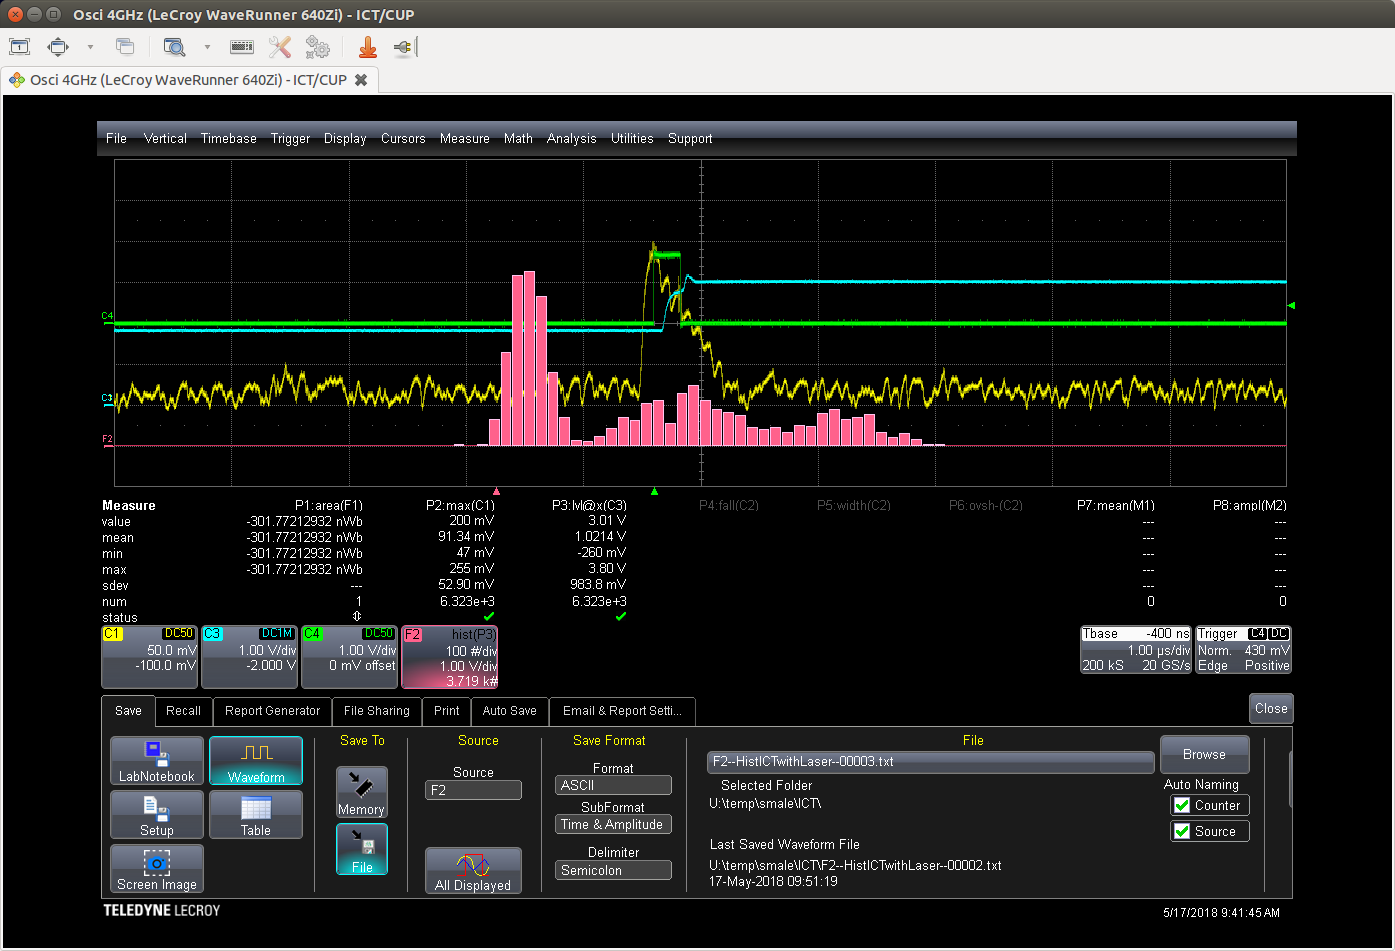 Osci 4GHz (LeCroy WaveRunner 640Zi) - ICT/CUP
Osci 4GHz (LeCroy WaveRunner 640Zi) - ICT/CUP
File Vertical Timebase Trigger Display Cursors Measure Math Analysis Utilities Support
C4
C3
F2
Measure P1:area(F1) P2:max(C1) P3:lvl@x(C3) P4:fall(C2) P5:width(C2) P6:ovsh-(C2) P7:mean(M1) P8:ampl(M2)
value -301.77212932 nWb 200 mV 3.01 V --- ---
mean -301.77212932 nWb 91.34 mV 1.0214 V --- ---
min -301.77212932 nWb 47 mV -260 mV --- ---
max -301.77212932 nWb 255 mV 3.80 V --- ---
sdev --- 52.90 mV 983.8 mV --- ---
num 1 6.323e+3 6.323e+3 0 0
status
C1 DC50 C3 DC1M C4 DC50 F2 hist(P3) Tbase -400 ns Trigger C4 DC
50.0 mV 1.00 V/div 1.00 V/div 100 #/div 1.00 µs/div Norm. 430 mV
-100.0 mV -2.000 V 0 mV offset 1.00 V/div 200 kS 20 GS/s Edge Positive
3.719 k#
Save Recall Report Generator File Sharing Print Auto Save Email & Report Setti... Close
Save To Source Save Format File
LabNotebook Waveform Memory Source F2 Format ASCII F2--HistICTwithLaser--00003.txt Browse
Selected Folder Auto Naming
U:\temp\smale\ICT\ Counter
Setup Table File SubFormat Time & Amplitude Source
Last Saved Waveform File
Screen Image All Displayed Delimiter Semicolon U:\temp\smale\ICT\F2--HistICTwithLaser--00002.txt
17-May-2018 09:51:19
TELEDYNE LECROY 5/17/2018 9:41:45 AM